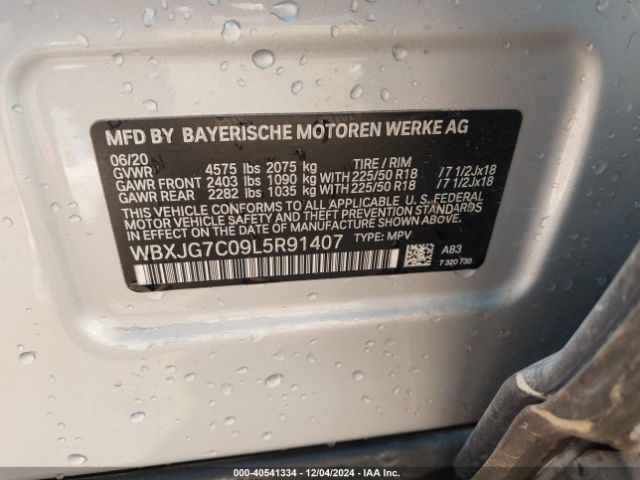 MFD BY BAYERISCHE MOTOREN WERKE AG
06/20
GVWR 4575 lbs 2075 kg TIRE / RIM
GAWR FRONT 2403 lbs 1090 kg WITH 225/50 R18 /7 1/2Jx18
GAWR REAR 2282 lbs 1035 kg WITH 225/50 R18 /7 1/2Jx18
THIS VEHICLE CONFORMS TO ALL APPLICABLE U. S. FEDERAL
MOTOR VEHICLE SAFETY AND THEFT PREVENTION STANDARDS
IN EFFECT ON THE DATE OF MANUFACTURE SHOWN ABOVE.
WBXJG7C09L5R91407 TYPE: MPV
A83
7 320 730
000-40541334 * 12/04/2024 * IAA Inc.